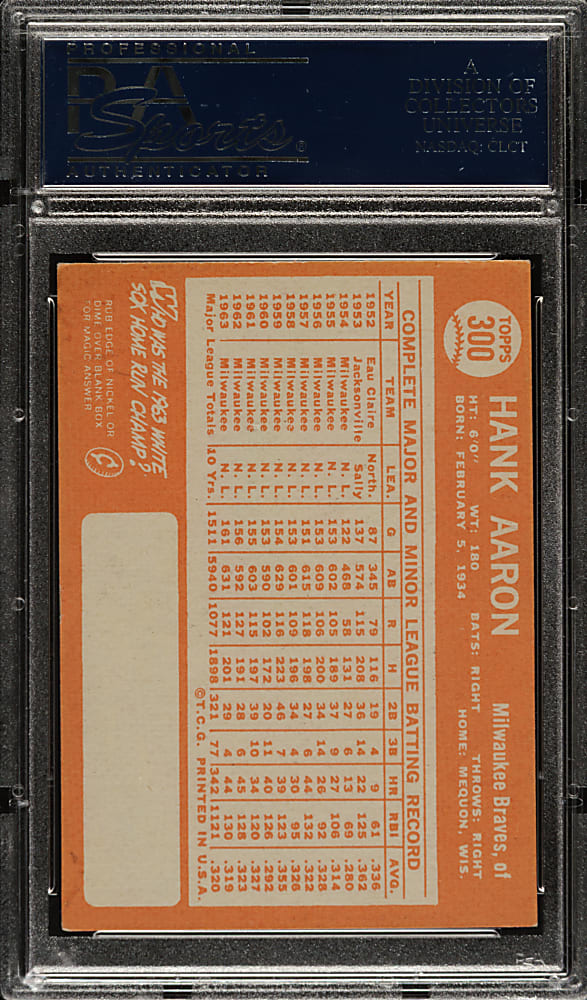 PROFESSIONAL
PSA
Sports®
AUTHENTICATOR
A
DIVISION OF
COLLECTORS
UNIVERSE
NASDAQ: CLCT
TOPPS
300
HANK AARON
Milwaukee Braves, of
HT: 6'0" WT: 180 BATS: RIGHT THROWS: RIGHT
BORN: FEBRUARY 5, 1934 HOME: MEQUON, WIS.
COMPLETE MAJOR AND MINOR LEAGUE BATTING RECORD
YEAR TEAM LEA. G AB R H 2B 3B HR RBI AVG.
1952 Eau Claire North. 87 345 79 116 19 4 9 61 .336
1953 Jacksonville Sally 137 574 115 208 36 14 22 125 .362
1954 Milwaukee N. L. 122 468 58 131 27 6 13 69 .280
1955 Milwaukee N. L. 153 602 105 189 37 9 27 106 .314
1956 Milwaukee N. L. 153 609 106 200 34 14 26 92 .328
1957 Milwaukee N. L. 151 615 118 198 27 6 44 132 .322
1958 Milwaukee N. L. 153 601 109 196 34 4 30 95 .326
1959 Milwaukee N. L. 154 629 116 223 46 7 39 123 .355
1960 Milwaukee N. L. 153 590 102 172 20 11 40 126 .292
1961 Milwaukee N. L. 155 603 115 197 39 10 34 120 .327
1962 Milwaukee N. L. 156 592 127 191 28 6 45 128 .323
1963 Milwaukee N. L. 161 631 121 201 29 4 44 130 .319
Major League Totals 10 Yrs. 1511 5940 1077 1898 321 77 342 1121 .320
©T.C.G. PRINTED IN U.S.A.
WHO WAS THE 1963 WHITE
SOX HOME RUN CHAMP?
RUB EDGE OF NICKEL OR
DIME OVER BLANK BOX
FOR MAGIC ANSWER